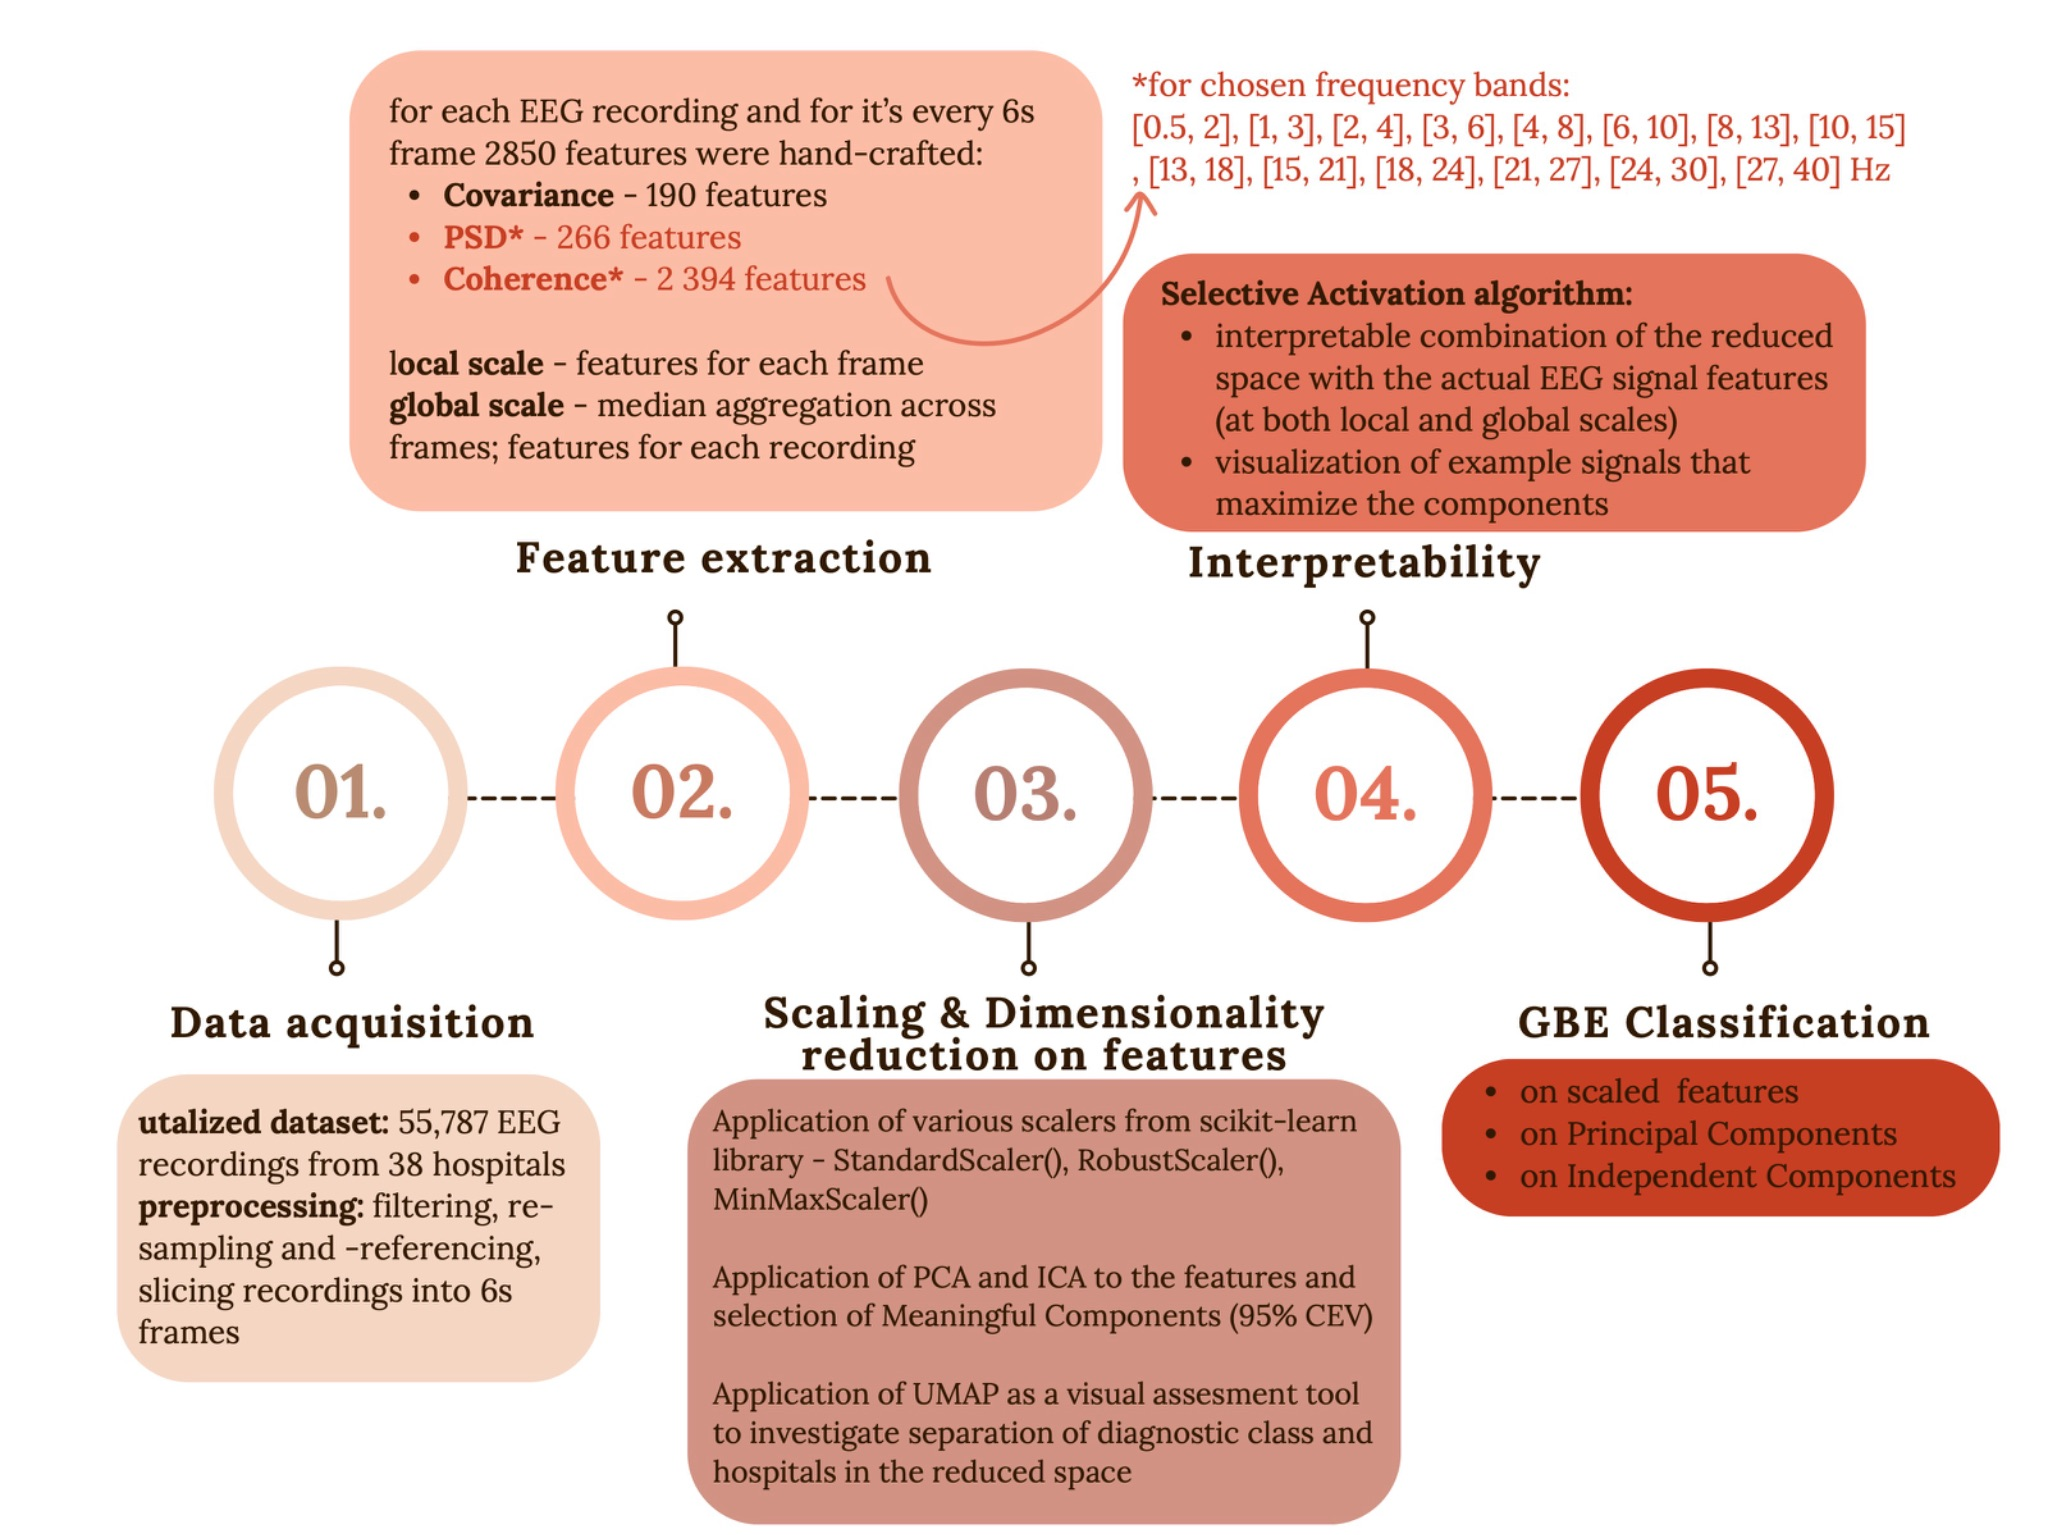 for each EEG recording and for it's every 6s
frame 2850 features were hand-crafted:
• Covariance - 190 features
• PSD* - 266 features
• Coherence* - 2 394 features
local scale - features for each frame
global scale - median aggregation across
frames; features for each recording
*for chosen frequency bands:
[0.5, 2], [1, 3], [2, 4], [3, 6], [4, 8], [6, 10], [8, 13], [10, 15]
, [13, 18], [15, 21], [18, 24], [21, 27], [24, 30], [27, 40] Hz
Selective Activation algorithm:
• interpretable combination of the reduced
space with the actual EEG signal features
(at both local and global scales)
• visualization of example signals that
maximize the components
Feature extraction
Interpretability
01.
02.
03.
04.
05.
Data acquisition
utalized dataset: 55,787 EEG
recordings from 38 hospitals
preprocessing: filtering, re-
sampling and -referencing,
slicing recordings into 6s
frames
Scaling & Dimensionality
reduction on features
Application of various scalers from scikit-learn
library - StandardScaler(), RobustScaler(),
MinMaxScaler()
Application of PCA and ICA to the features and
selection of Meaningful Components (95% CEV)
Application of UMAP as a visual assesment tool
to investigate separation of diagnostic class and
hospitals in the reduced space
GBE Classification
• on scaled features
• on Principal Components
• on Independent Components